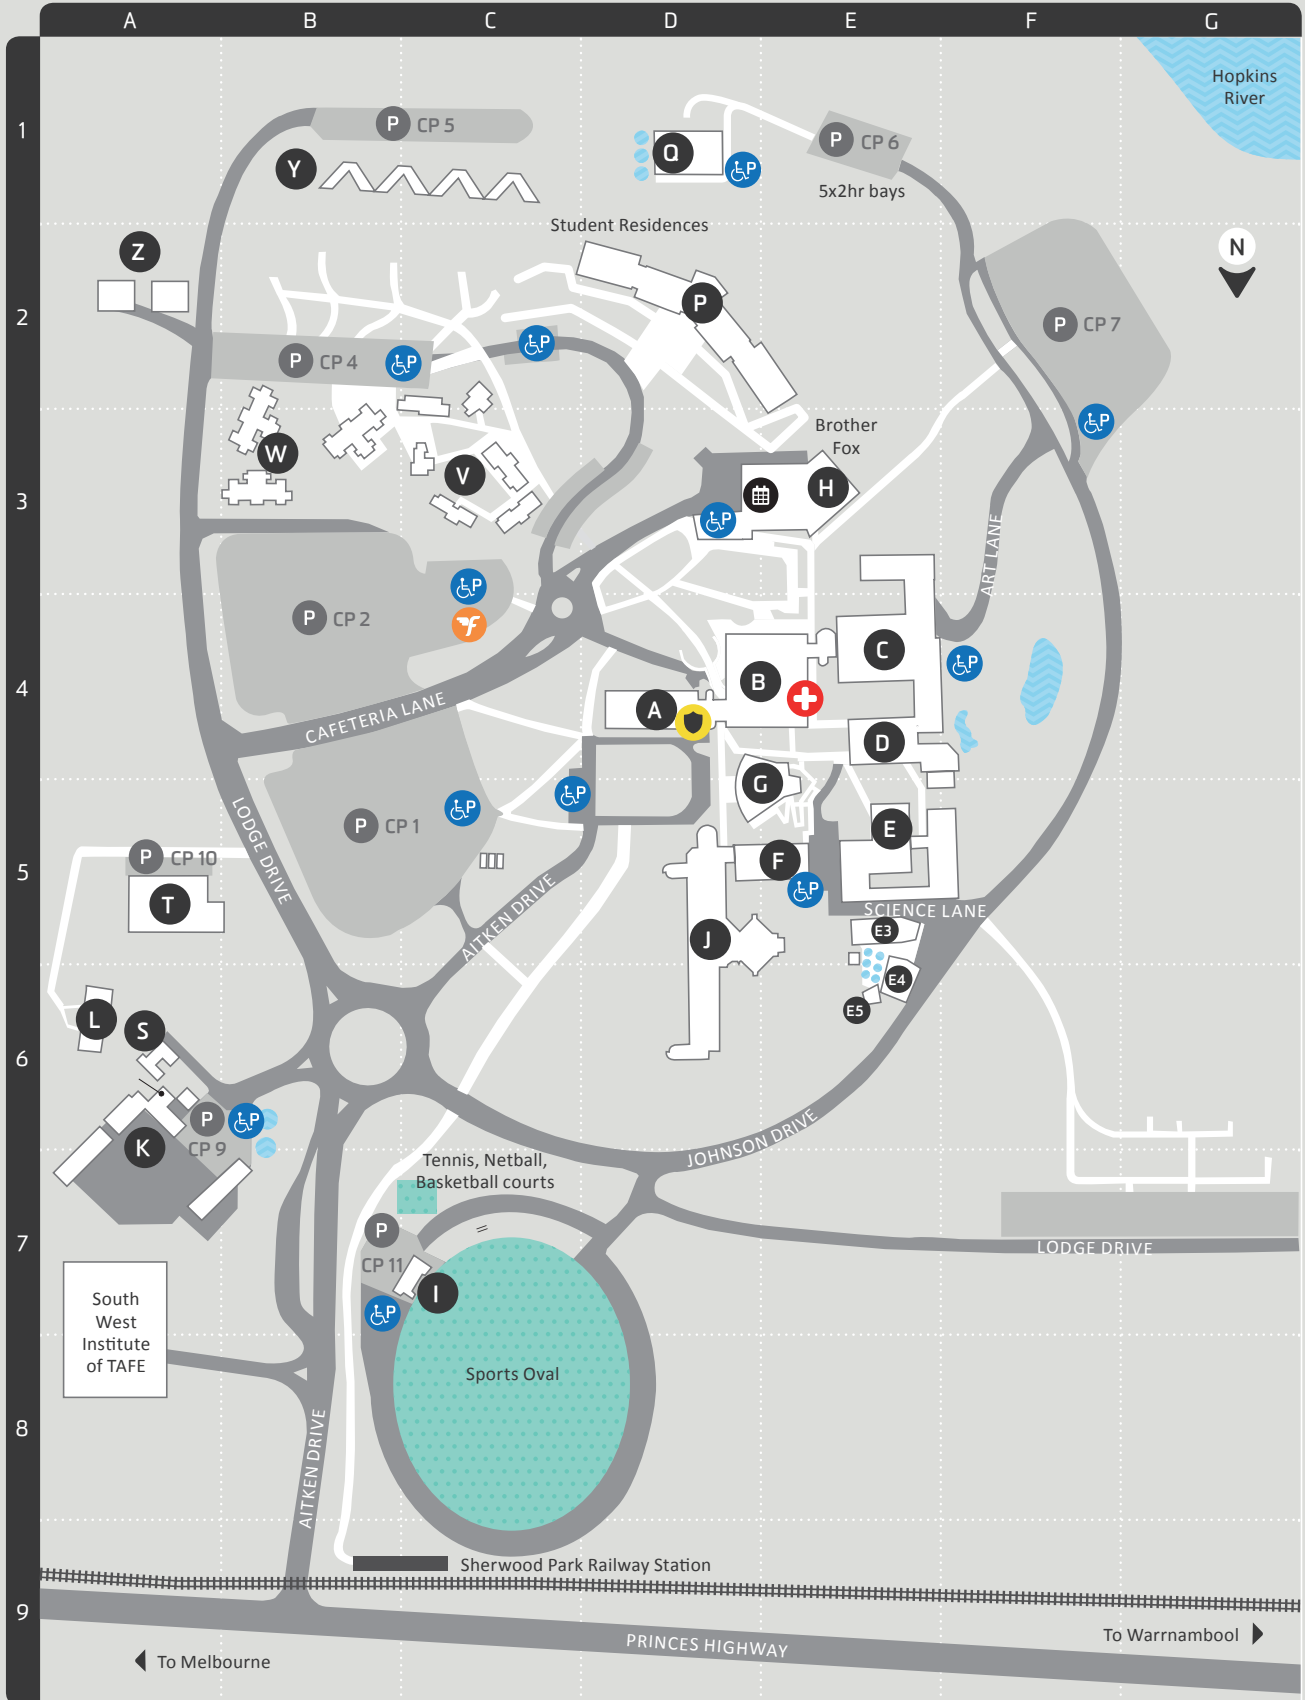 A B C D E F G
1
2
3
4
5
6
7
8
9
Hopkins
River
P CP 5
Y
Q
P
P CP 6
5x2hr bays
Student Residences
Z
N
P
P CP 7
P CP 4
P
P
P
W
V
Brother
Fox
H
P
ART LANE
P
F
P CP 2
C
P
B
A
D
CAFETERIA LANE
G
P
P
P CP 1
LODGE DRIVE
E
P CP 10
F
P
T
AITKEN DRIVE
SCIENCE LANE
E3
J
E4
E5
L
S
P
CP 9
P
K
JOHNSON DRIVE
Tennis, Netball,
Basketball courts
P
CP 11
I
P
LODGE DRIVE
South
West
Institute
of TAFE
Sports Oval
AITKEN DRIVE
Sherwood Park Railway Station
PRINCES HIGHWAY
To Warrnambool
To Melbourne